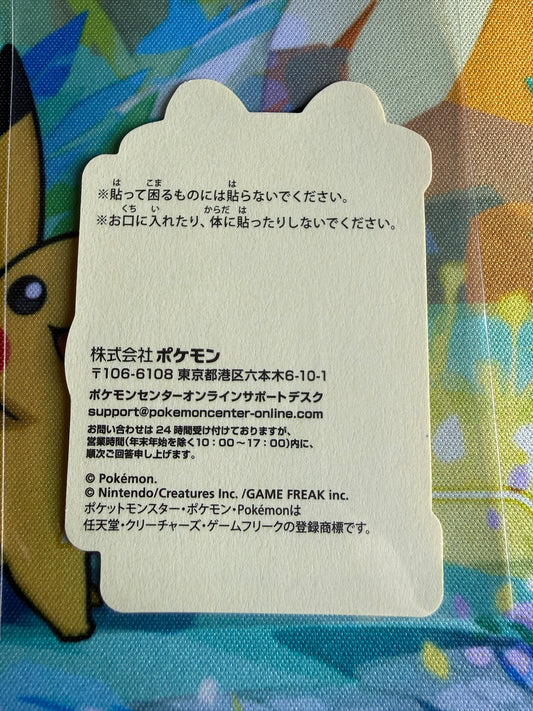 ※貼って困るものには貼らないでください。
※お口に入れたり、体に貼ったりしないでください。
株式会社 ポケモン
〒106-6108 東京都港区六本木6-10-1
ポケモンセンターオンラインサポートデスク
support@pokemoncenter-online.com
お問い合わせは 24 時間受け付けておりますが、
営業時間(年末年始を除く10：00～17：00)内に、
順次ご回答申し上げます。
© Pokémon.
© Nintendo/Creatures Inc. /GAME FREAK inc.
ポケットモンスター・ポケモン・Pokémonは
任天堂・クリーチャーズ・ゲームフリークの登録商標です。